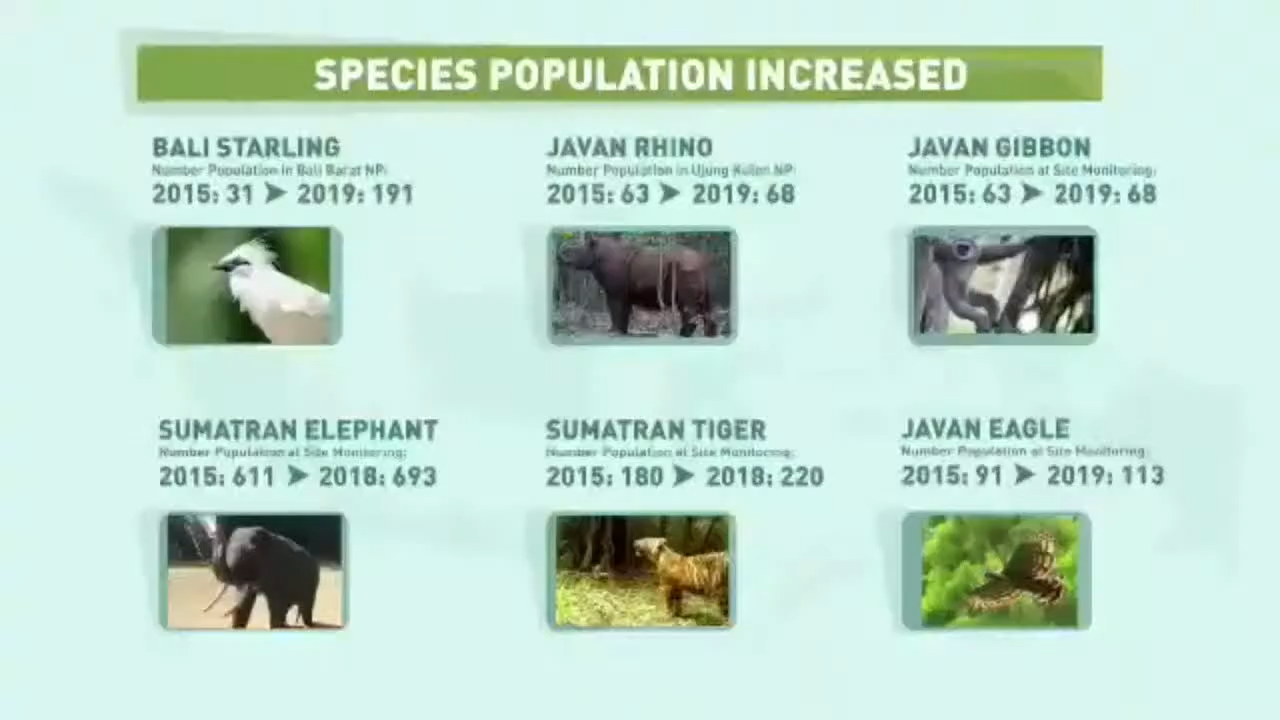 SPECIES POPULATION INCREASED
BALI STARLING
Number Population in Bali Barat NP:
2015: 31 ➤ 2019: 191
JAVAN RHINO
Number Population in Ujung Kulon NP:
2015: 63 ➤ 2019: 68
JAVAN GIBBON
Number Population at Site Monitoring:
2015: 63 ➤ 2019: 68
SUMATRAN ELEPHANT
Number Population at Site Monitoring:
2015: 611 ➤ 2018: 693
SUMATRAN TIGER
Number Population at Site Monitoring:
2015: 180 ➤ 2018: 220
JAVAN EAGLE
Number Population at Site Monitoring:
2015: 91 ➤ 2019: 113